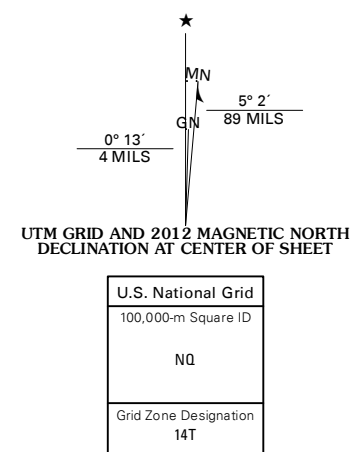 ★
MN
5° 2´
89 MILS
GN
0° 13´
4 MILS
UTM GRID AND 2012 MAGNETIC NORTH
DECLINATION AT CENTER OF SHEET
U.S. National Grid
100,000-m Square ID
NQ
Grid Zone Designation
14T